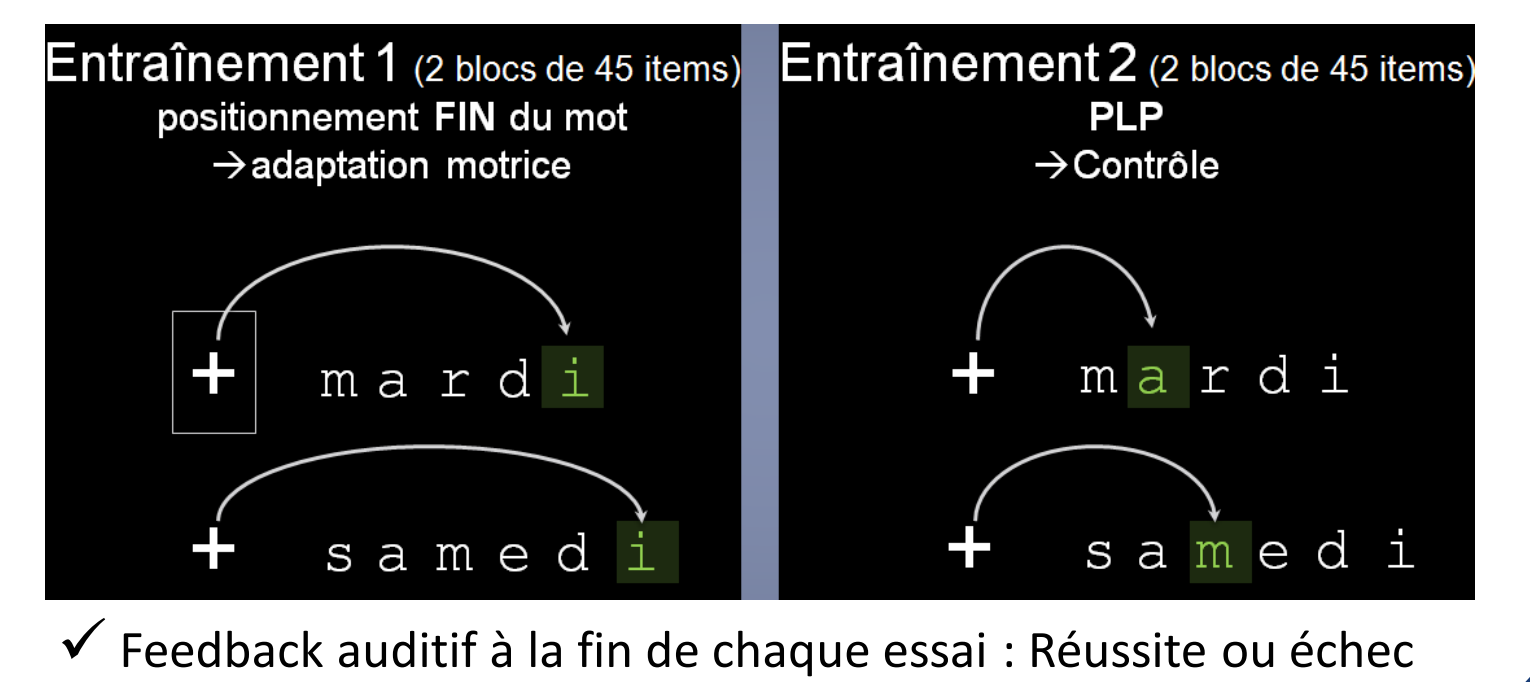 Entraînement 1 (2 blocs de 45 items)
positionnement FIN du mot
→adaptation motrice
+ m a r d i
+ s a m e d i
Entraînement 2 (2 blocs de 45 items)
PLP
→Contrôle
+ m a r d i
+ s a m e d i
✓ Feedback auditif à la fin de chaque essai : Réussite ou échec